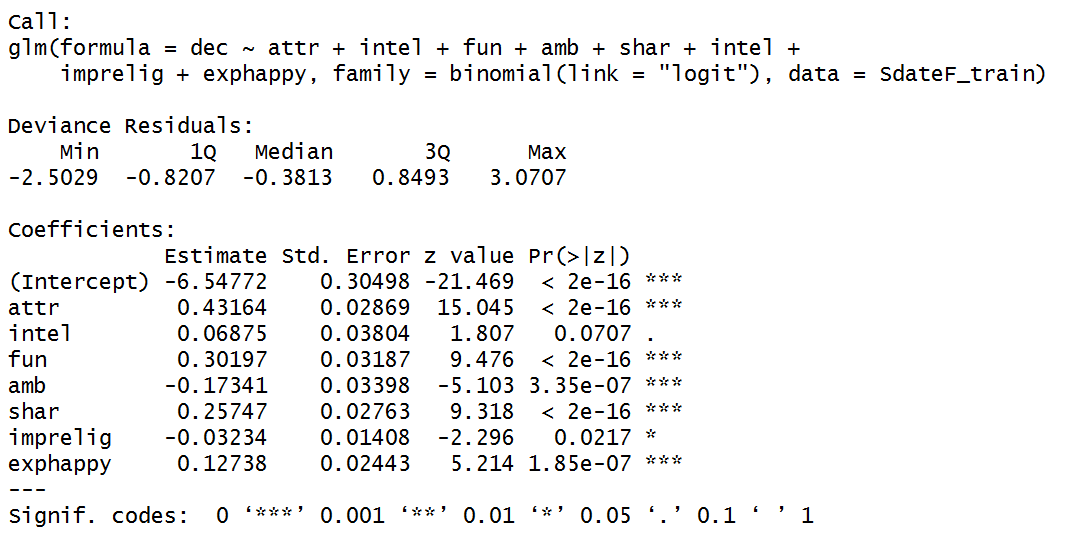 Call:
glm(formula = dec ~ attr + intel + fun + amb + shar + intel +
    imprelig + exphappy, family = binomial(link = "logit"), data = SdateF_train)

Deviance Residuals:
    Min       1Q   Median       3Q      Max
-2.5029  -0.8207  -0.3813   0.8493   3.0707

Coefficients:
            Estimate Std. Error z value Pr(>|z|)
(Intercept) -6.54772    0.30498 -21.469  < 2e-16 ***
attr         0.43164    0.02869  15.045  < 2e-16 ***
intel        0.06875    0.03804   1.807   0.0707 .
fun          0.30197    0.03187   9.476  < 2e-16 ***
amb         -0.17341    0.03398  -5.103 3.35e-07 ***
shar         0.25747    0.02763   9.318  < 2e-16 ***
imprelig    -0.03234    0.01408  -2.296   0.0217 *
exphappy     0.12738    0.02443   5.214 1.85e-07 ***
---
Signif. codes:  0 ‘***’ 0.001 ‘**’ 0.01 ‘*’ 0.05 ‘.’ 0.1 ‘ ’ 1